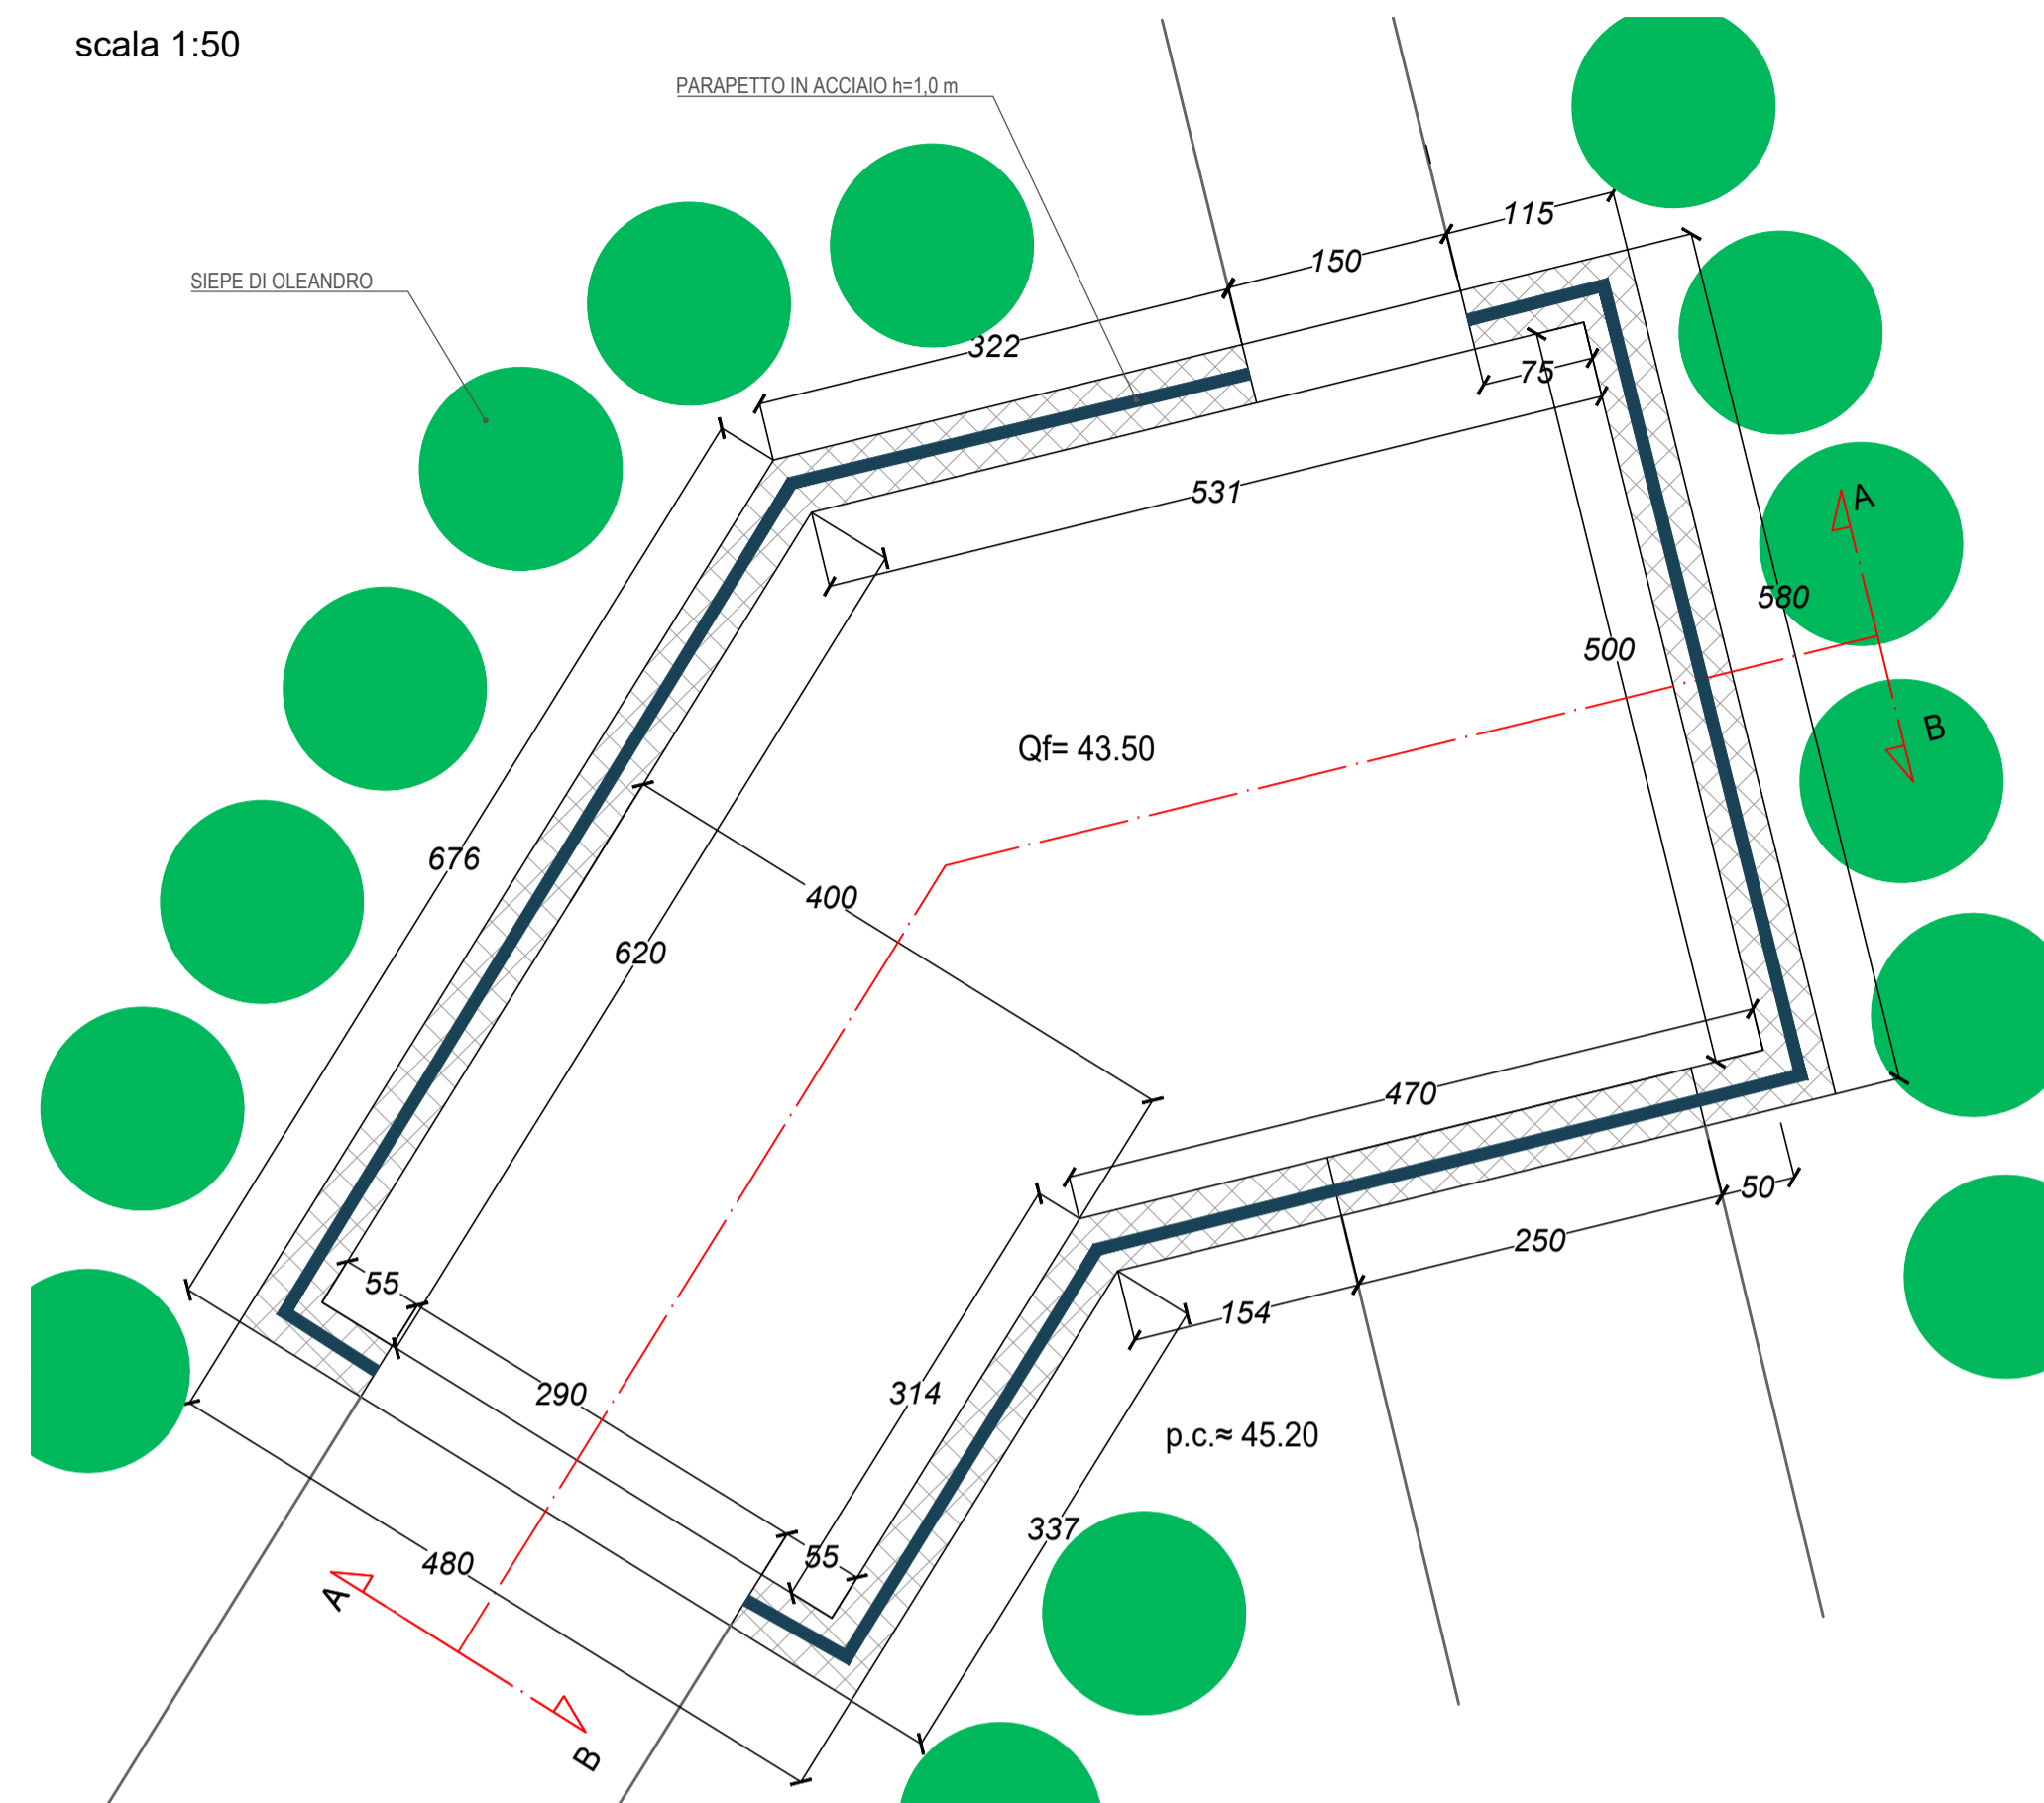 scala 1:50
PARAPETTO IN ACCIAIO h=1,0 m
115
150
SIEPE DI OLEANDRO
322
75
531
A
580
500
B
Qf= 43.50
676
400
620
470
50
250
55
154
290
314
p.c.≈ 45.20
337
55
480
A
B